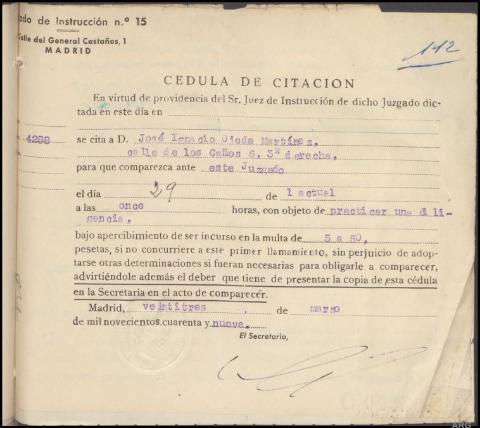 do de Instrucción n.º 15
Calle del General Castaños, 1
MADRID
112
CEDULA DE CITACION
En virtud de providencia del Sr. Juez de Instrucción de dicho Juzgado dic-
tada en este día en
4288 se cita a D. José Ignacio Ojeda Martínez,
calle de los Caños 6, 3º derecha,
para que comparezca ante este Juzgado
el día 29 de l actual
a las once horas, con objeto de practicar una dili-
gencia,
bajo apercibimiento de ser incurso en la multa de 5 a 50,
pesetas, si no concurriere a este primer llamamiento, sin perjuicio de adop-
tarse otras determinaciones si fueran necesarias para obligarle a comparecer,
advirtiéndole además el deber que tiene de presentar la copia de esta cédula
en la Secretaría en el acto de comparecer.
Madrid, veintitres , de marzo
de mil novecientos cuarenta y nueve.
El Secretario,
ARG